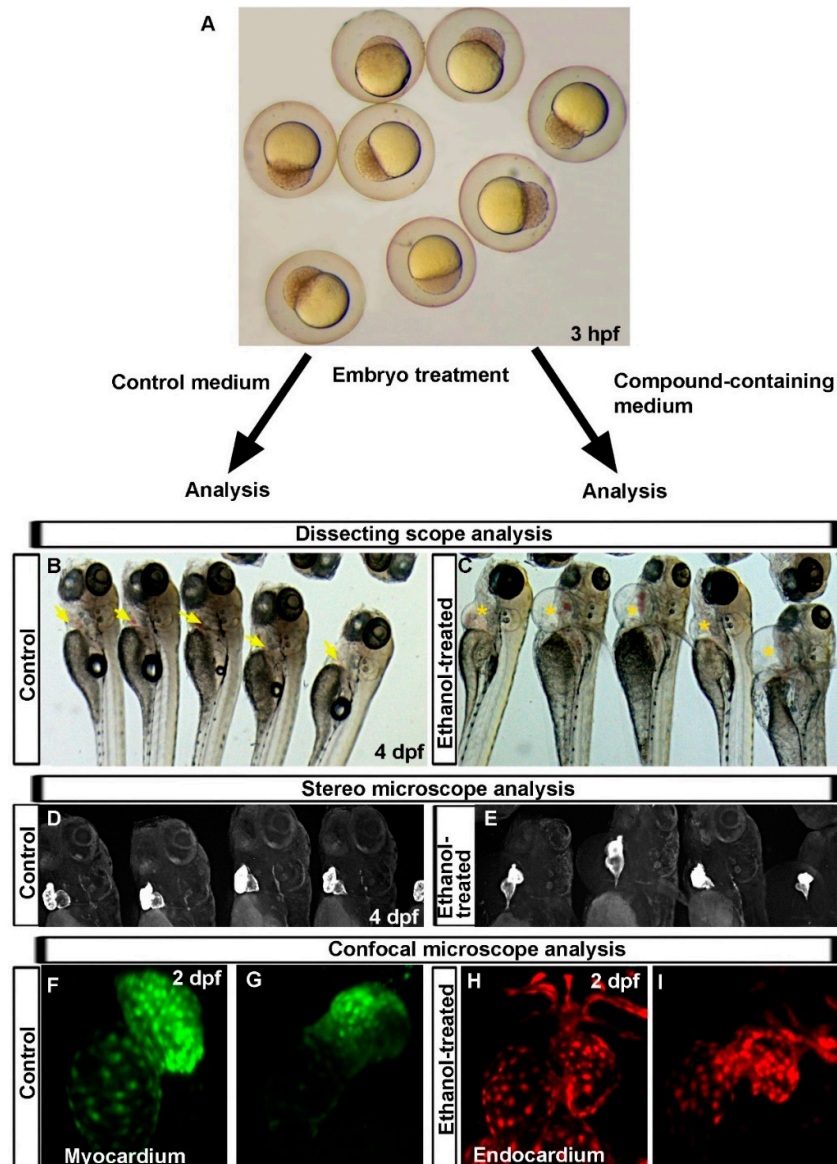 A
3 hpf
Control medium
Embryo treatment
Compound-containing
medium
Analysis
Analysis
Dissecting scope analysis
Control
B
4 dpf
Ethanol-treated
C
Stereo microscope analysis
Control
D
4 dpf
Ethanol-
treated
E
Confocal microscope analysis
Control
F
2 dpf
Myocardium
G
Ethanol-treated
H
2 dpf
Endocardium
I